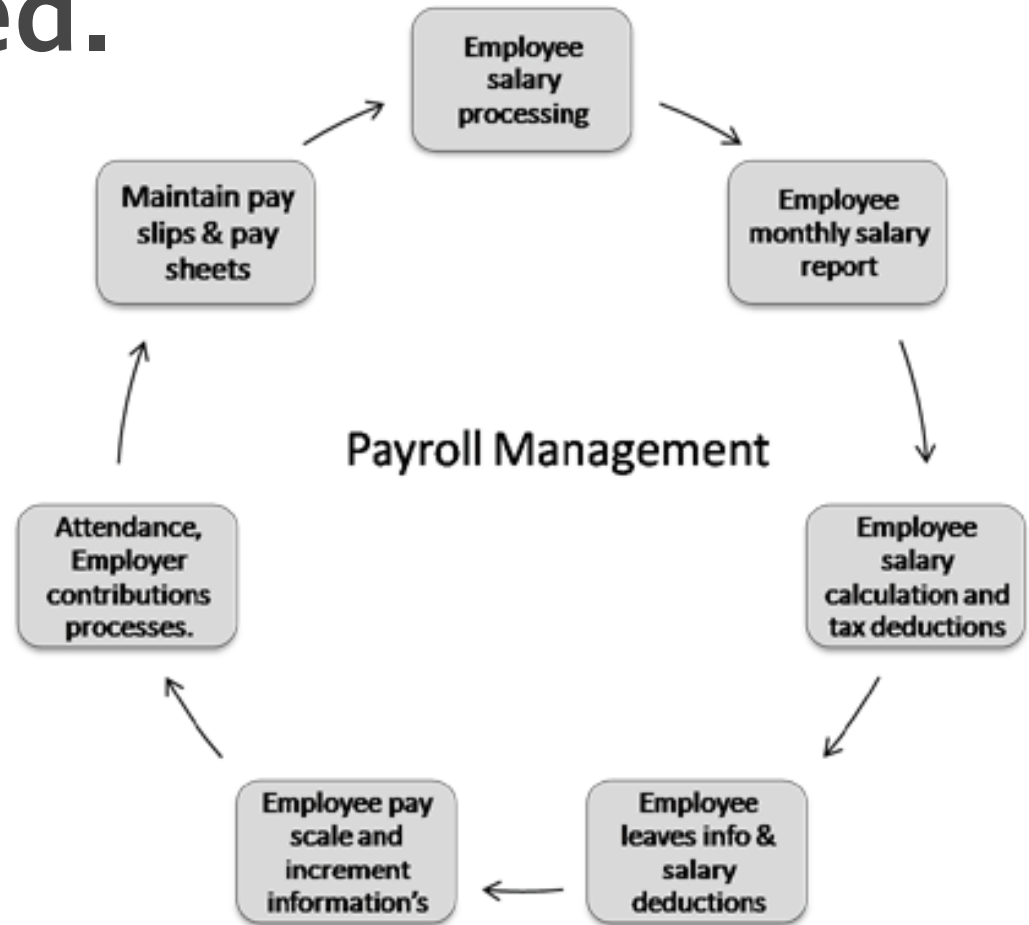 ed.
Employee
salary
processing
Employee
monthly salary
report
Employee
salary
calculation and
tax deductions
Employee
leaves info &
salary
deductions
Employee pay
scale and
increment
information's
Attendance,
Employer
contributions
processes.
Maintain pay
slips & pay
sheets
Payroll Management